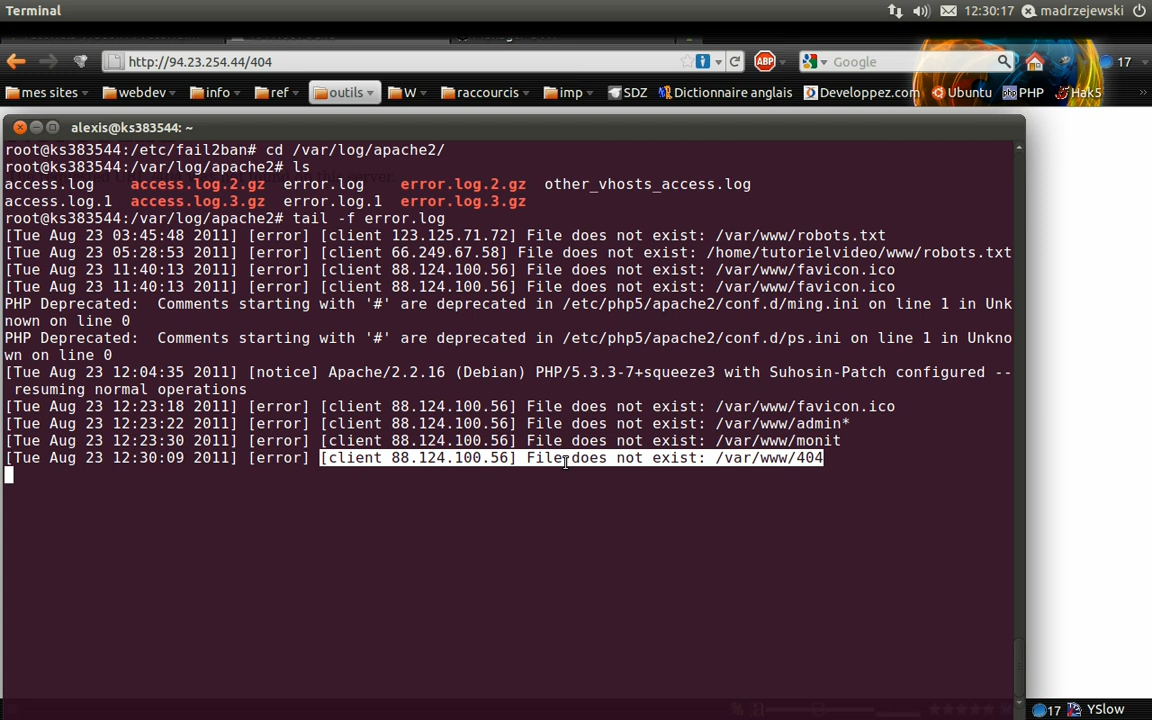 Terminal
12:30:17 madrzejewski
http://94.23.254.44/404
ABP
Google
17
mes sites webdev info ref outils W raccourcis imp SDZ Dictionnaire anglais Developpez.com Ubuntu PHP Hak5 »
alexis@ks383544: ~
root@ks383544:/etc/fail2ban# cd /var/log/apache2/
root@ks383544:/var/log/apache2# ls
access.log access.log.2.gz error.log error.log.2.gz other_vhosts_access.log
access.log.1 access.log.3.gz error.log.1 error.log.3.gz
root@ks383544:/var/log/apache2# tail -f error.log
[Tue Aug 23 03:45:48 2011] [error] [client 123.125.71.72] File does not exist: /var/www/robots.txt
[Tue Aug 23 05:28:53 2011] [error] [client 66.249.67.58] File does not exist: /home/tutorielvideo/www/robots.txt
[Tue Aug 23 11:40:13 2011] [error] [client 88.124.100.56] File does not exist: /var/www/favicon.ico
[Tue Aug 23 11:40:13 2011] [error] [client 88.124.100.56] File does not exist: /var/www/favicon.ico
PHP Deprecated:  Comments starting with '#' are deprecated in /etc/php5/apache2/conf.d/ming.ini on line 1 in Unk
nown on line 0
PHP Deprecated:  Comments starting with '#' are deprecated in /etc/php5/apache2/conf.d/ps.ini on line 1 in Unkno
wn on line 0
[Tue Aug 23 12:04:35 2011] [notice] Apache/2.2.16 (Debian) PHP/5.3.3-7+squeeze3 with Suhosin-Patch configured --
resuming normal operations
[Tue Aug 23 12:23:18 2011] [error] [client 88.124.100.56] File does not exist: /var/www/favicon.ico
[Tue Aug 23 12:23:22 2011] [error] [client 88.124.100.56] File does not exist: /var/www/admin*
[Tue Aug 23 12:23:30 2011] [error] [client 88.124.100.56] File does not exist: /var/www/monit
[Tue Aug 23 12:30:09 2011] [error] [client 88.124.100.56] File does not exist: /var/www/404
17 YSlow